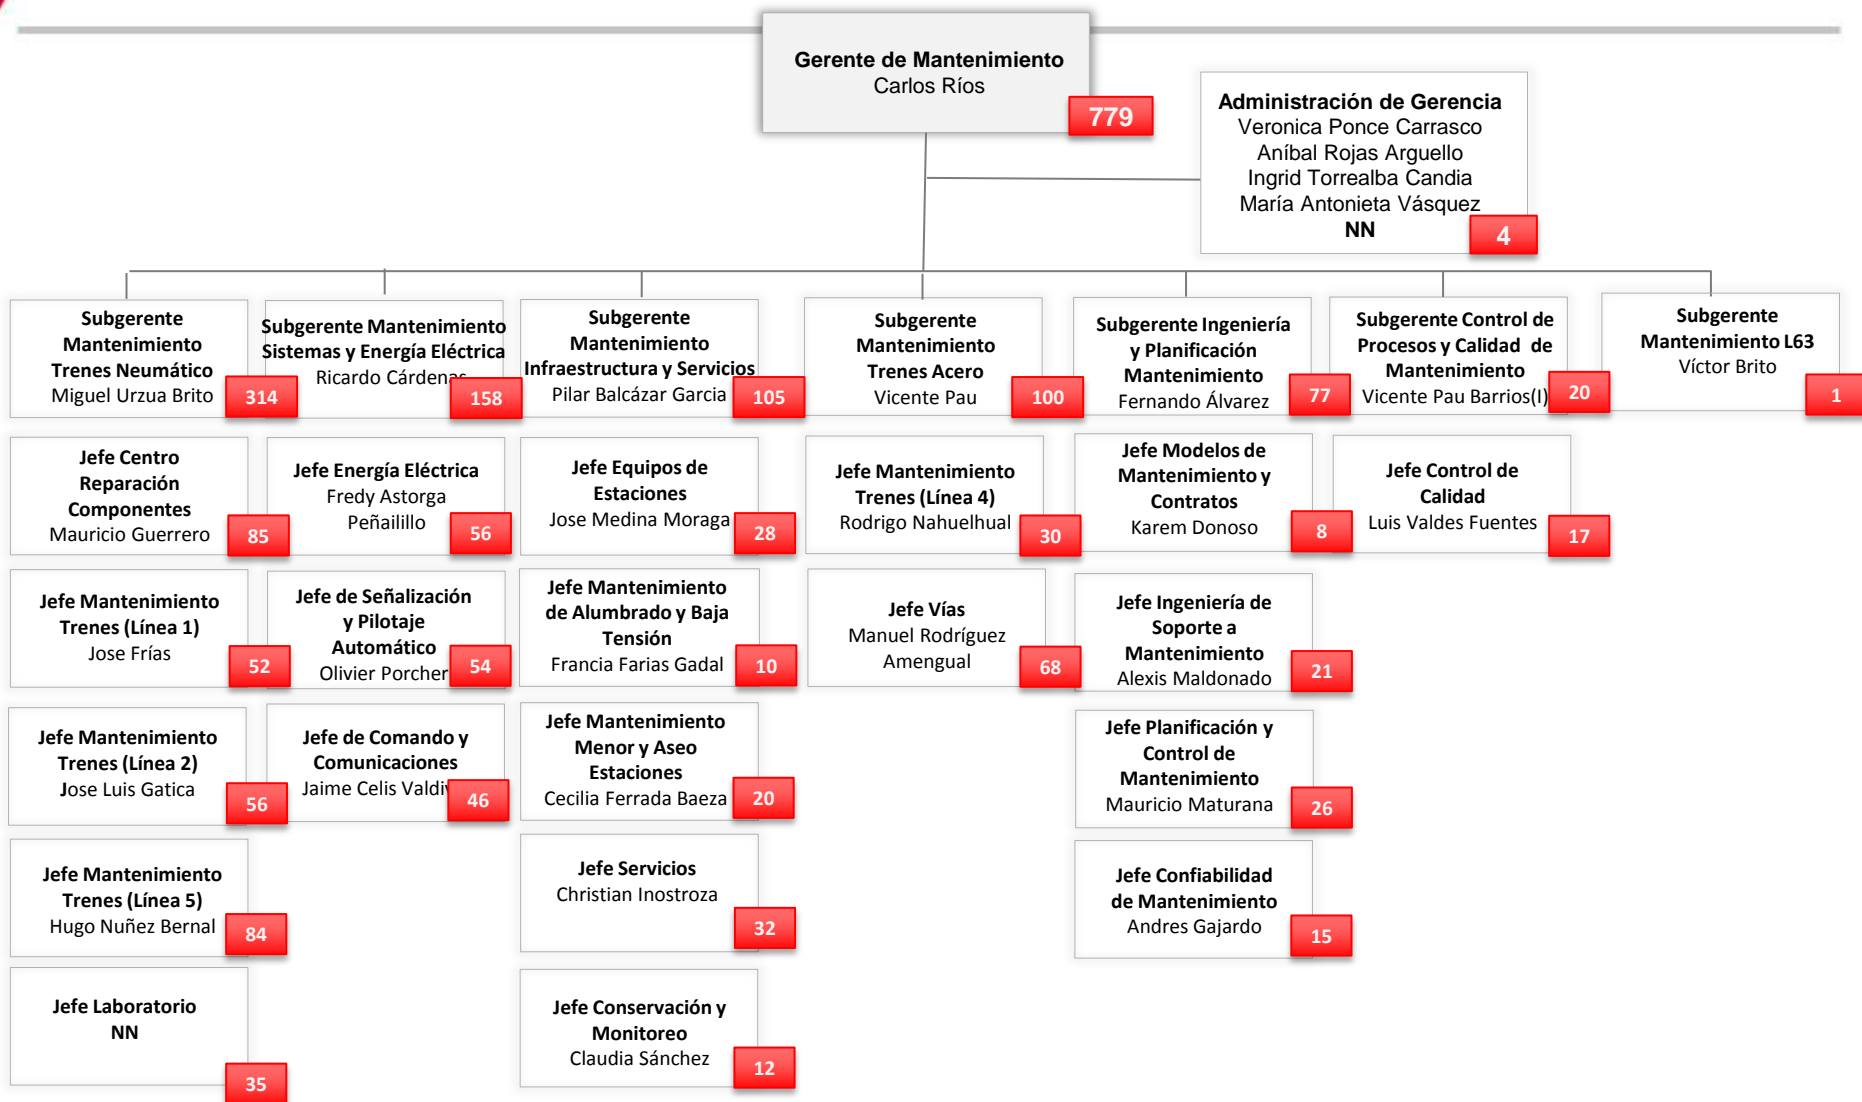 Gerente de Mantenimiento
Carlos Ríos
779
Administración de Gerencia
Veronica Ponce Carrasco
Aníbal Rojas Arguello
Ingrid Torrealba Candia
María Antonieta Vásquez
NN
4
Subgerente
Mantenimiento
Trenes Neumático
Miguel Urzua Brito
314
Subgerente Mantenimiento
Sistemas y Energía Eléctrica
Ricardo Cárdenas
158
Subgerente
Mantenimiento
Infraestructura y Servicios
Pilar Balcázar Garcia
105
Subgerente
Mantenimiento
Trenes Acero
Vicente Pau
100
Subgerente Ingeniería
y Planificación
Mantenimiento
Fernando Álvarez
77
Subgerente Control de
Procesos y Calidad de
Mantenimiento
Vicente Pau Barrios(I)
20
Subgerente
Mantenimiento L63
Víctor Brito
1
Jefe Centro
Reparación
Componentes
Mauricio Guerrero
85
Jefe Energía Eléctrica
Fredy Astorga
Peñailillo
56
Jefe Equipos de
Estaciones
Jose Medina Moraga
28
Jefe Mantenimiento
Trenes (Línea 4)
Rodrigo Nahuelhual
30
Jefe Modelos de
Mantenimiento y
Contratos
Karem Donoso
8
Jefe Control de
Calidad
Luis Valdes Fuentes
17
Jefe Mantenimiento
Trenes (Línea 1)
Jose Frías
52
Jefe de Señalización
y Pilotaje
Automático
Olivier Porcher
54
Jefe Mantenimiento
de Alumbrado y Baja
Tensión
Francia Farias Gadal
10
Jefe Vías
Manuel Rodríguez
Amengual
68
Jefe Ingeniería de
Soporte a
Mantenimiento
Alexis Maldonado
21
Jefe Mantenimiento
Trenes (Línea 2)
Jose Luis Gatica
56
Jefe de Comando y
Comunicaciones
Jaime Celis
46
Jefe Mantenimiento
Menor y Aseo
Estaciones
Cecilia Ferrada Baeza
20
Jefe Planificación y
Control de
Mantenimiento
Mauricio Maturana
26
Jefe Mantenimiento
Trenes (Línea 5)
Hugo Nuñez Bernal
84
Jefe Servicios
Christian Inostroza
32
Jefe Confiabilidad
de Mantenimiento
Andres Gajardo
15
Jefe Laboratorio
NN
35
Jefe Conservación y
Monitoreo
Claudia Sánchez
12